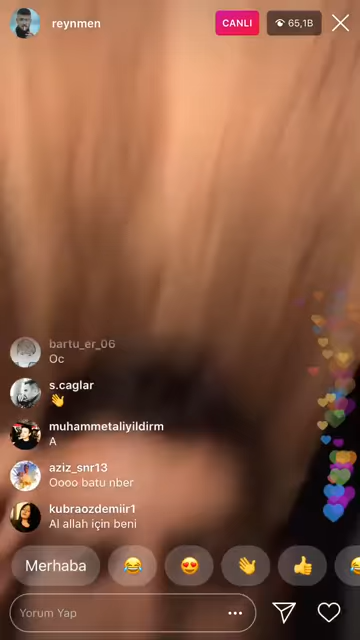 reynmen
CANLI
65,1B
bartu_er_06
Oc
s.caglar
👋
muhammetaliyildirm
A
aziz_snr13
Oooo batu nber
kubraozdemiir1
Al allah için beni
Merhaba 😂 😍 👋 👍
Yorum Yap